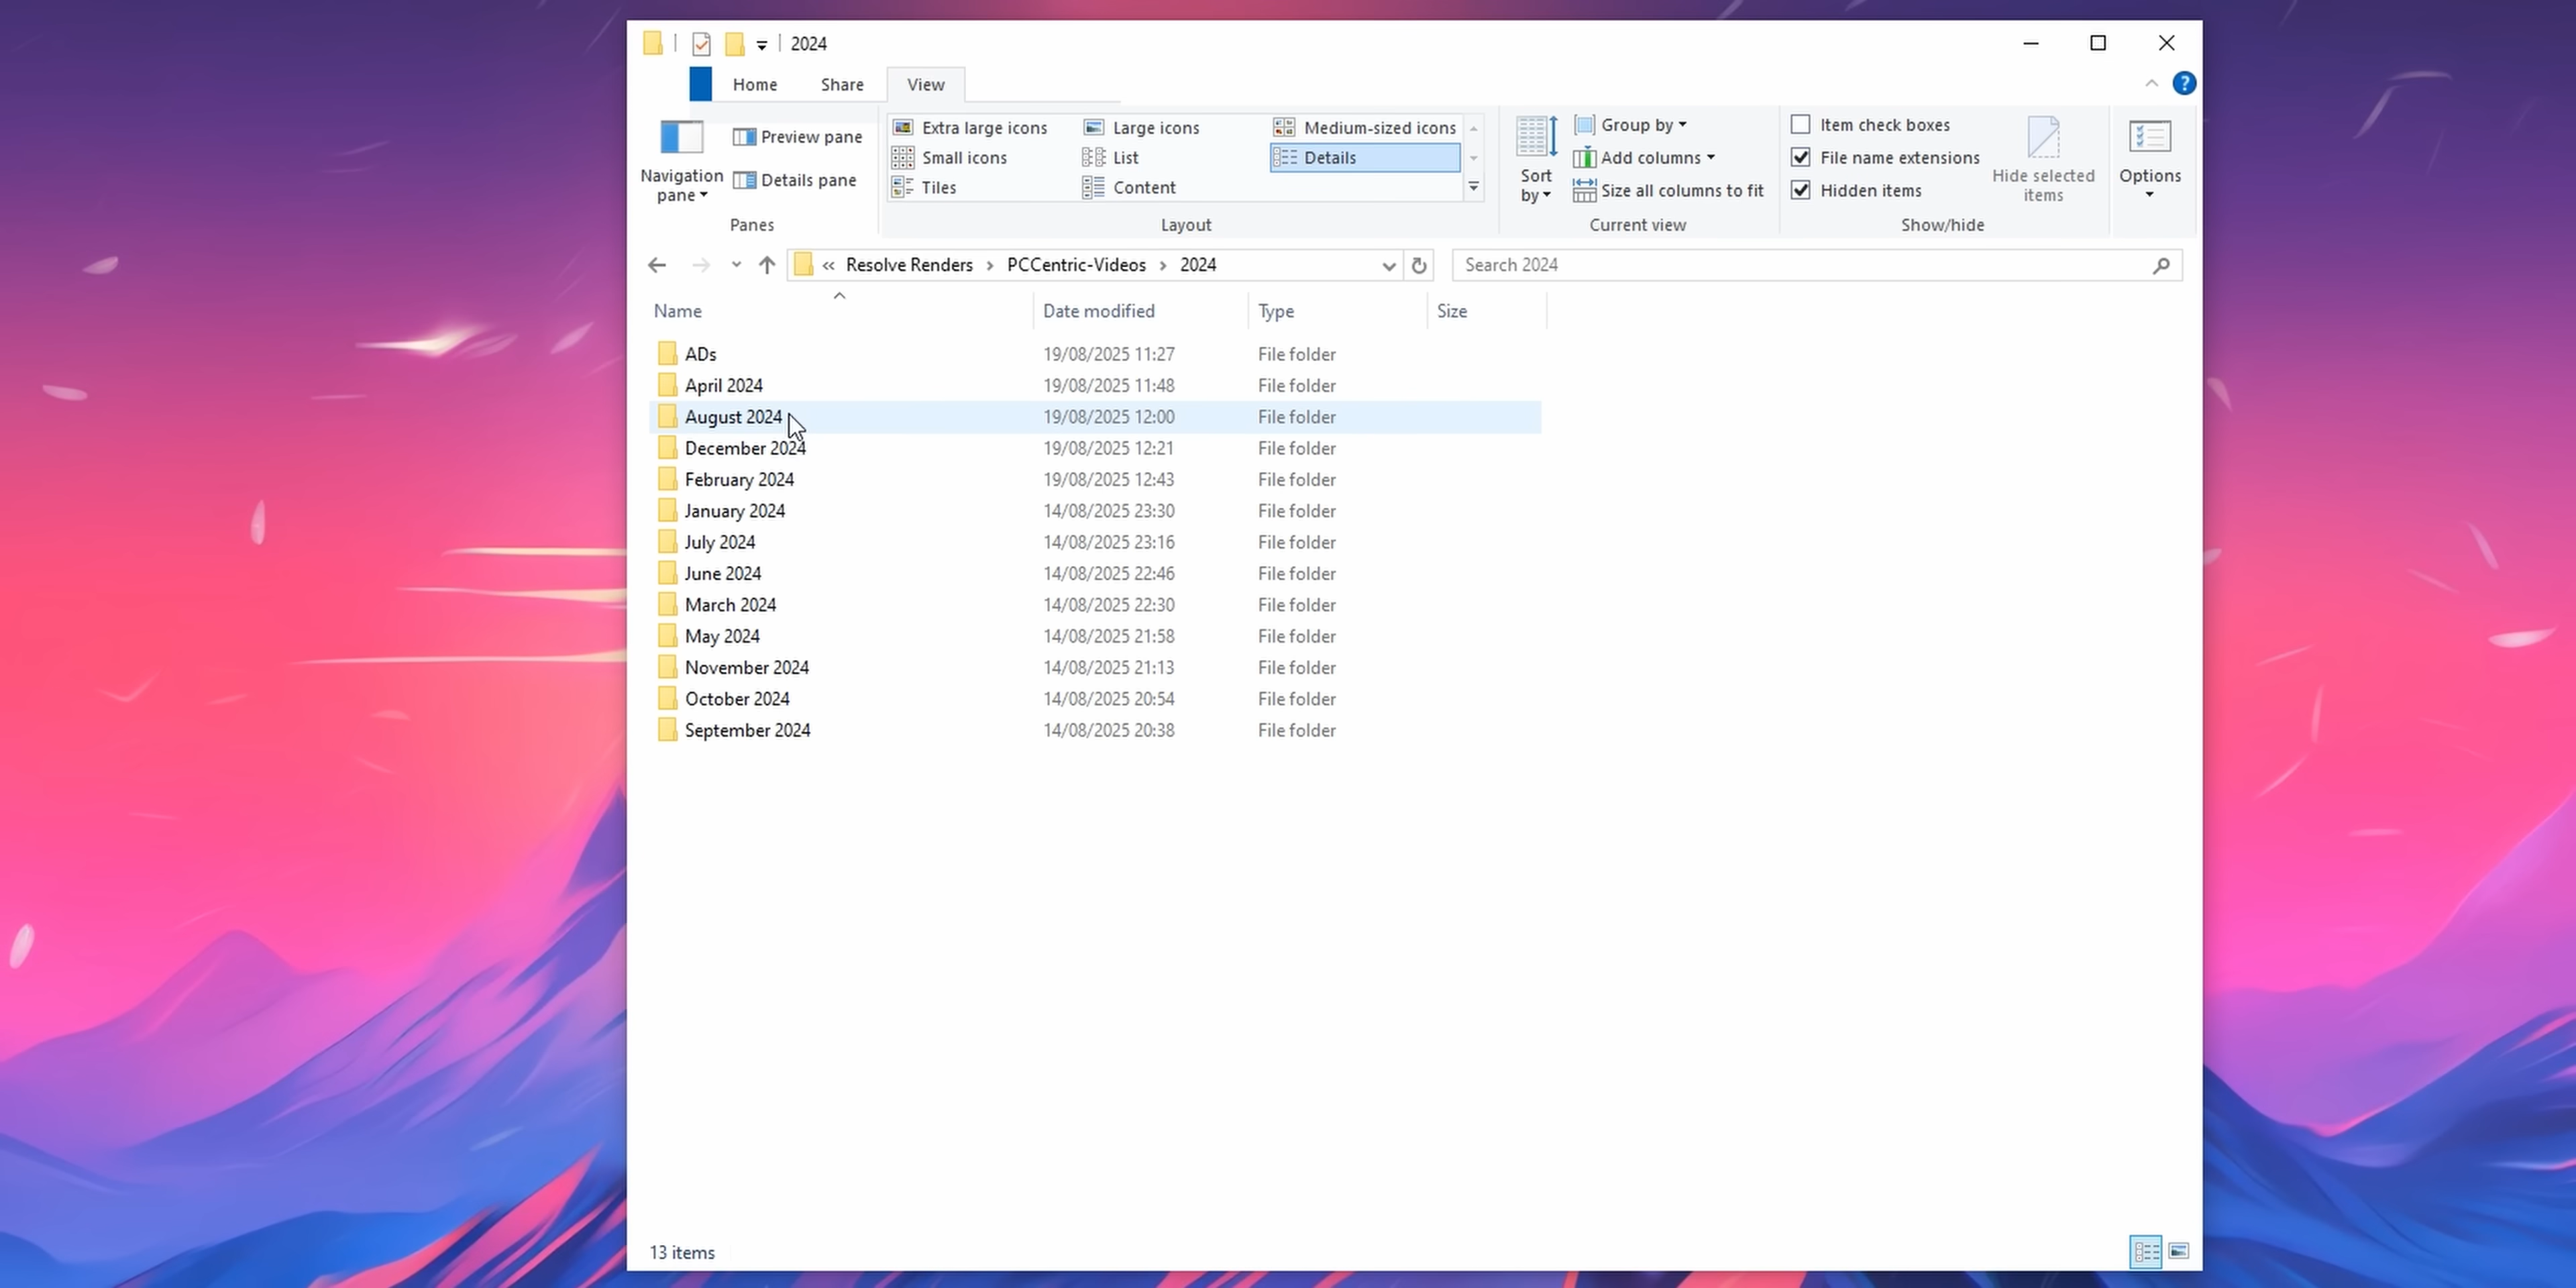 2024
Home Share View
?
Extra large icons Large icons Medium-sized icons
Small icons List Details
Tiles Content
Preview pane
Details pane
Navigation
pane
Panes
Layout
Sort
by
Group by
Add columns
Size all columns to fit
Current view
Item check boxes
File name extensions
Hidden items
Hide selected
items
Show/hide
Options
« Resolve Renders > PCCentric-Videos > 2024
Search 2024
Name Date modified Type Size
ADs 19/08/2025 11:27 File folder
April 2024 19/08/2025 11:48 File folder
August 2024 19/08/2025 12:00 File folder
December 2024 19/08/2025 12:21 File folder
February 2024 19/08/2025 12:43 File folder
January 2024 14/08/2025 23:30 File folder
July 2024 14/08/2025 23:16 File folder
June 2024 14/08/2025 22:46 File folder
March 2024 14/08/2025 22:30 File folder
May 2024 14/08/2025 21:58 File folder
November 2024 14/08/2025 21:13 File folder
October 2024 14/08/2025 20:54 File folder
September 2024 14/08/2025 20:38 File folder
13 items